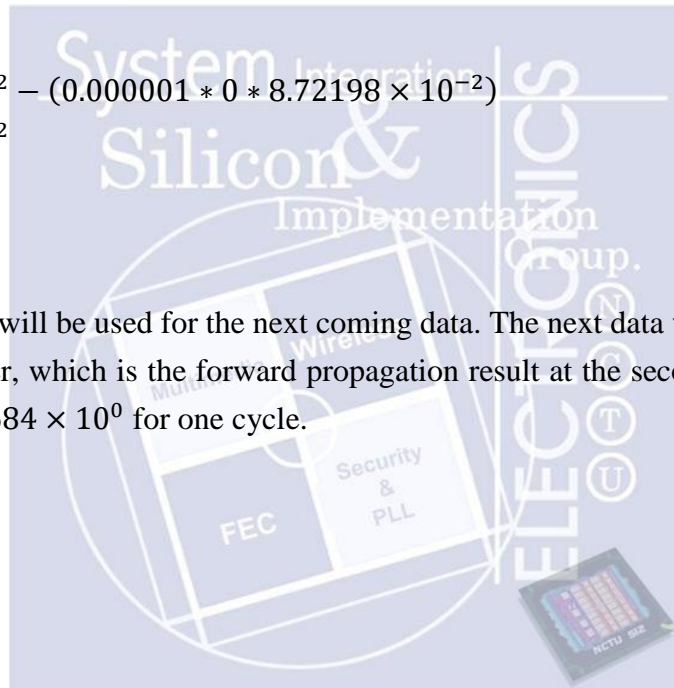 ² − (0.000001 * 0 * 8.72198 × 10⁻²)
²
System Integration
&
Silicon
Implementation
Group.
ELECTRONICS
NCTU
will be used for the next coming data. The next data
r, which is the forward propagation result at the seco
84 × 10⁰ for one cycle.
Multimedia
Wireless
Security
&
PLL
FEC
NCTU SI2